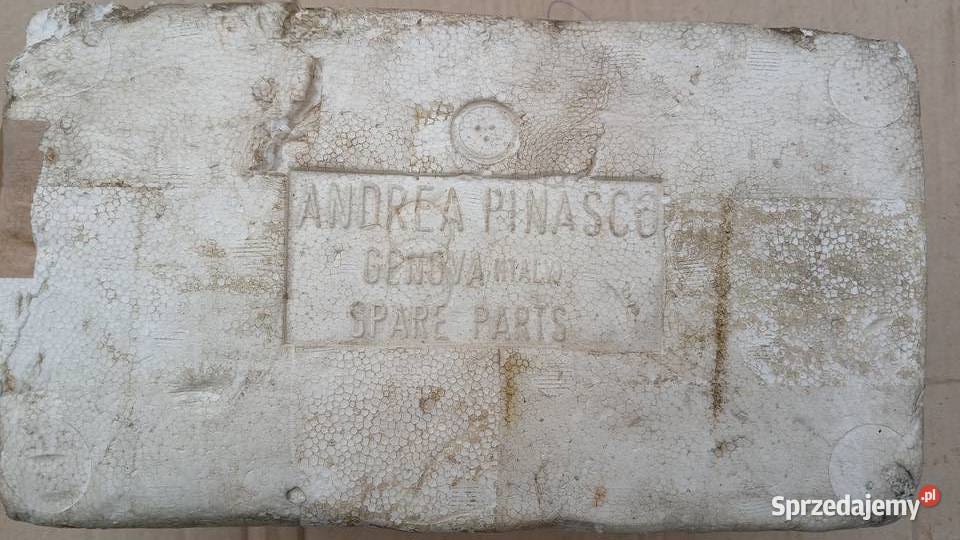 ANDREA PINASCO
GENOVA (ITALY)
SPARE PARTS
Sprzedajemy.pl